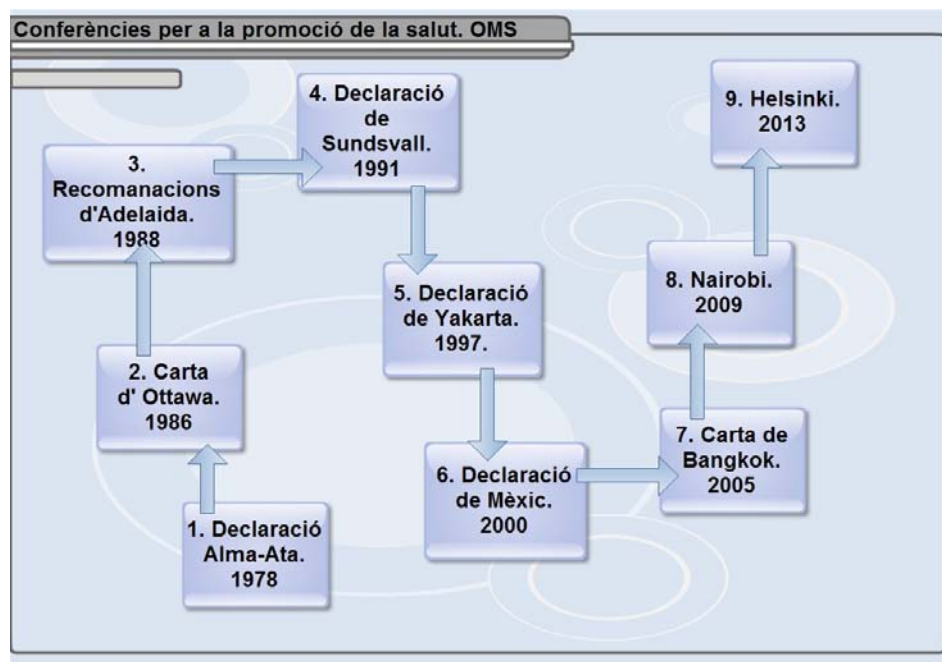 Conferències per a la promoció de la salut. OMS
1. Declaració
Alma-Ata.
1978
2. Carta
d' Ottawa.
1986
3.
Recomanacions
d'Adelaida.
1988
4. Declaració
de
Sundsvall.
1991
5. Declaració
de Yakarta.
1997.
6. Declaració
de Mèxic.
2000
7. Carta de
Bangkok.
2005
8. Nairobi.
2009
9. Helsinki.
2013